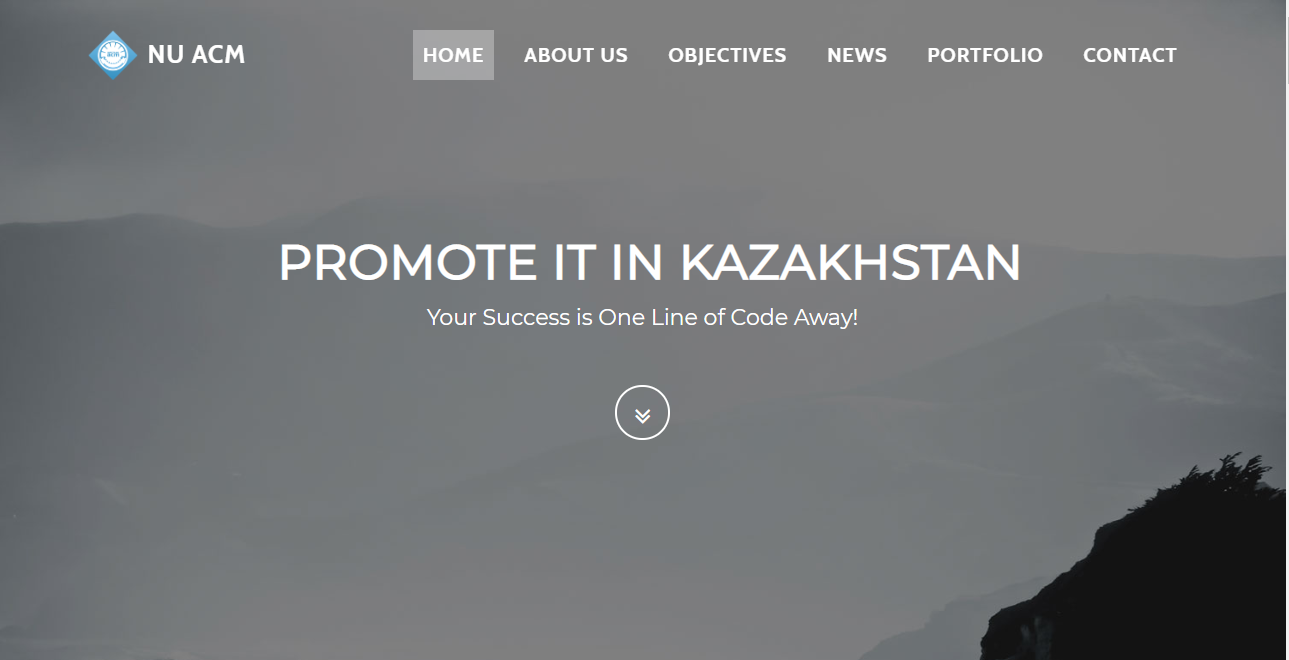 NU ACM
HOME ABOUT US OBJECTIVES NEWS PORTFOLIO CONTACT
PROMOTE IT IN KAZAKHSTAN
Your Success is One Line of Code Away!